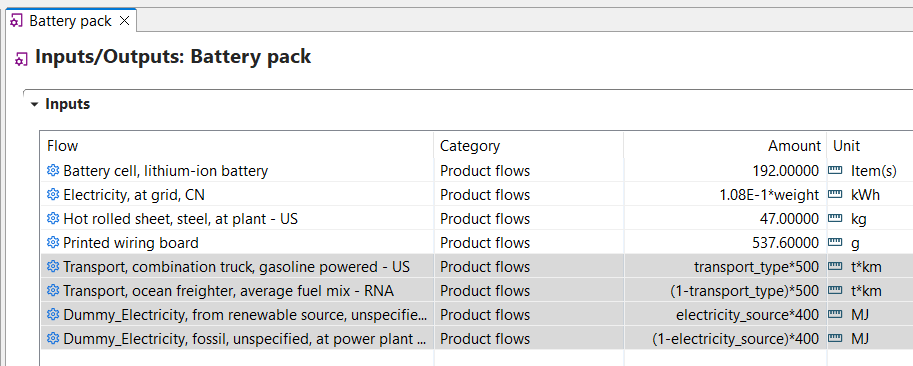 Battery pack
Inputs/Outputs: Battery pack
Inputs
Flow Category Amount Unit
Battery cell, lithium-ion battery Product flows 192.00000 Item(s)
Electricity, at grid, CN Product flows 1.08E-1*weight kWh
Hot rolled sheet, steel, at plant - US Product flows 47.00000 kg
Printed wiring board Product flows 537.60000 g
Transport, combination truck, gasoline powered - US Product flows transport_type*500 t*km
Transport, ocean freighter, average fuel mix - RNA Product flows (1-transport_type)*500 t*km
Dummy_Electricity, from renewable source, unspecifie... Product flows electricity_source*400 MJ
Dummy_Electricity, fossil, unspecified, at power plant ... Product flows (1-electricity_source)*400 MJ